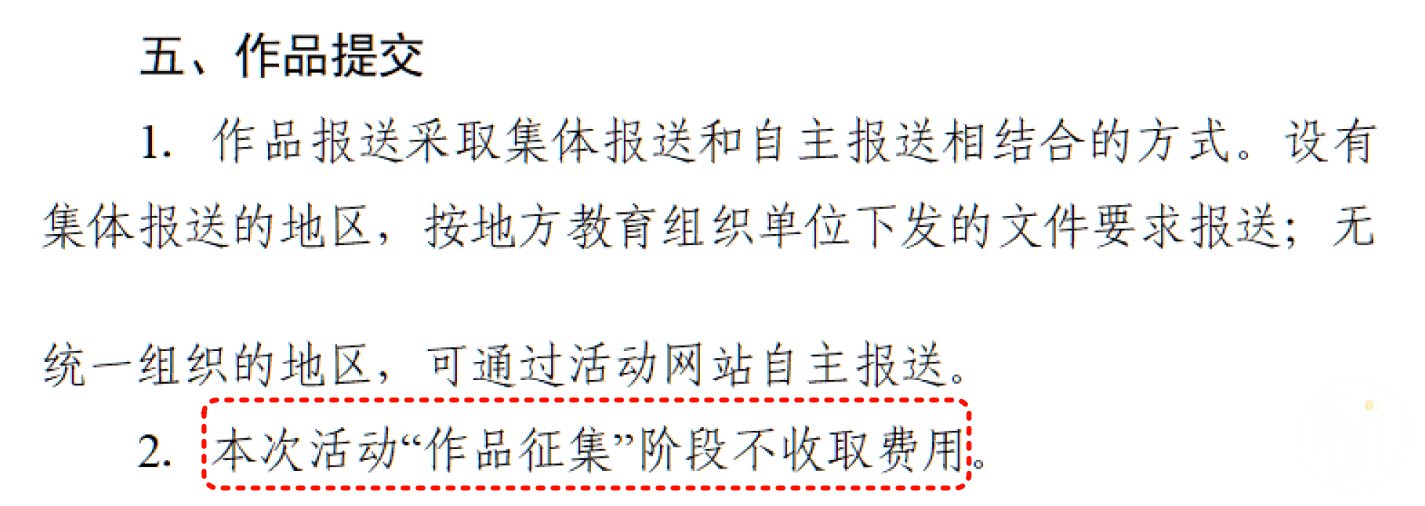 五、作品提交
1. 作品报送采取集体报送和自主报送相结合的方式。设有
集体报送的地区，按地方教育组织单位下发的文件要求报送；无
统一组织的地区，可通过活动网站自主报送。
2. 本次活动“作品征集”阶段不收取费用。